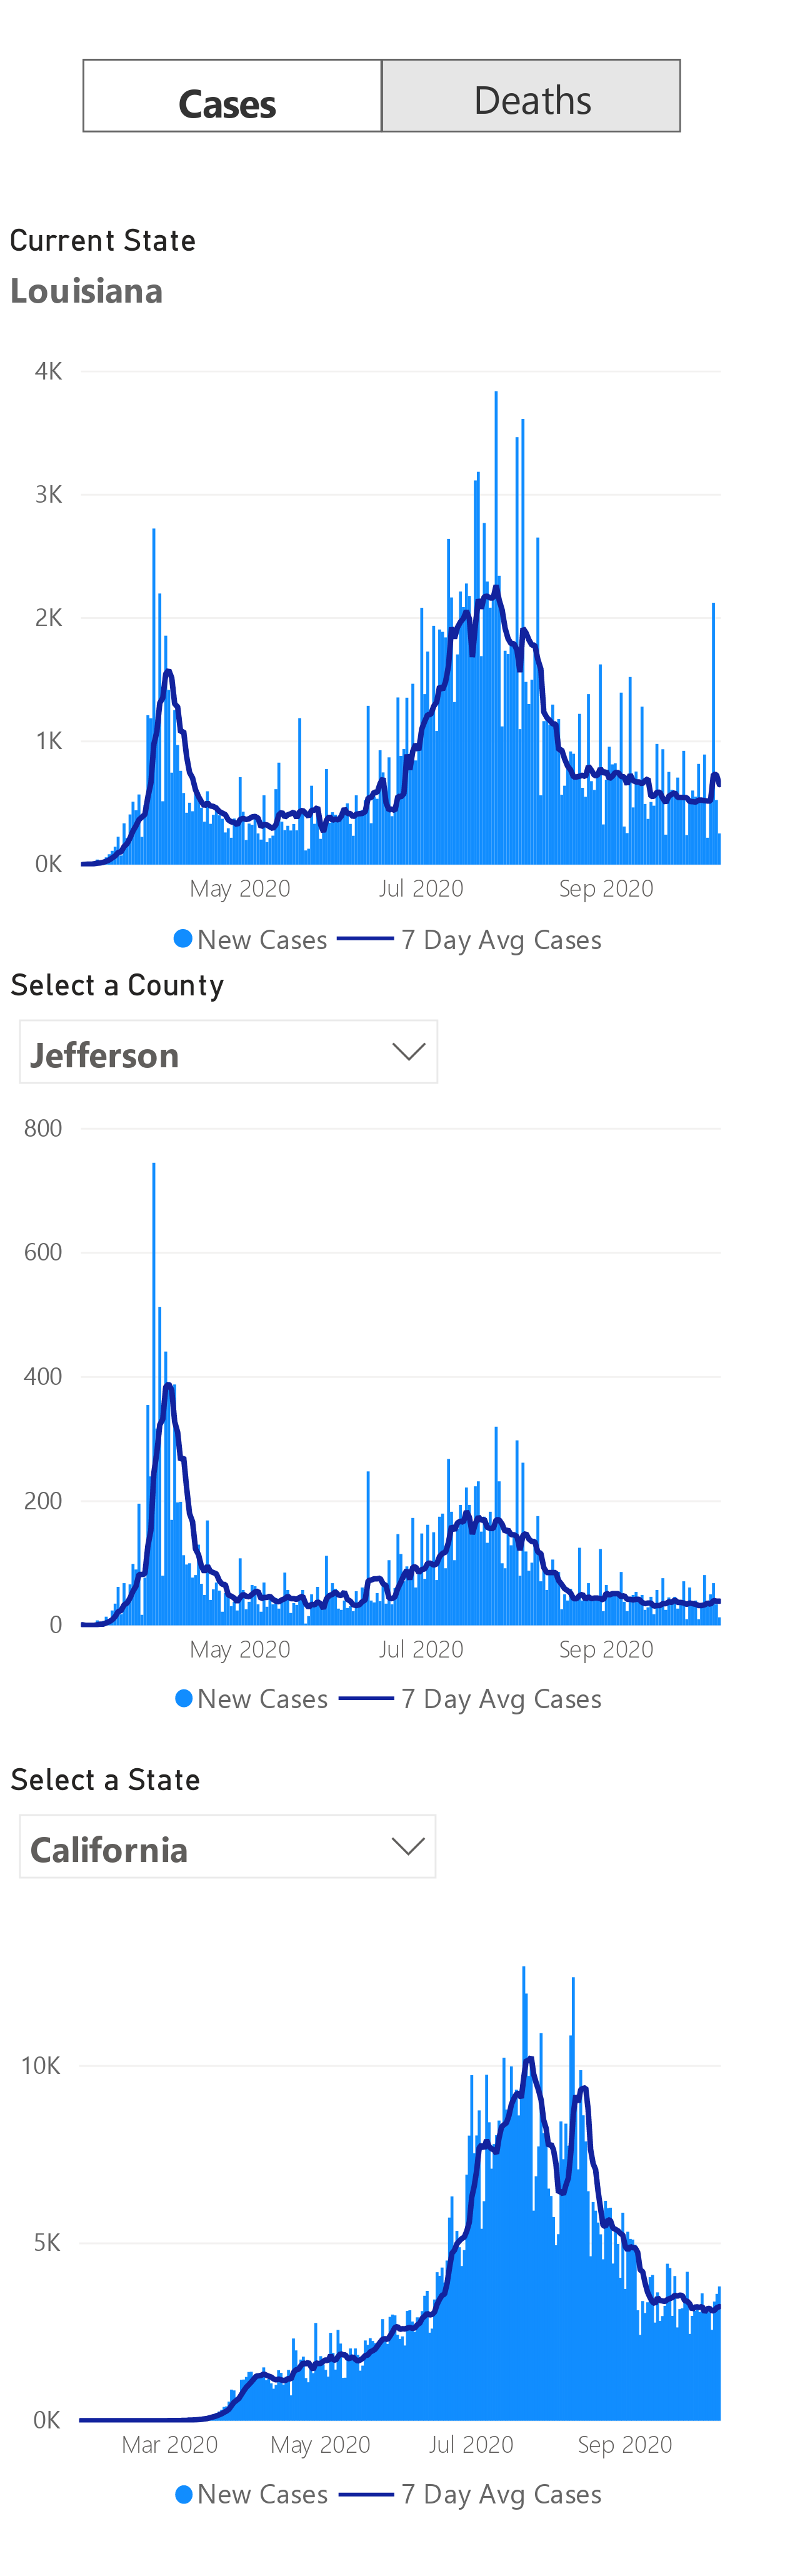 Cases Deaths
Current State
Louisiana
4K
3K
2K
1K
0K
May 2020 Jul 2020 Sep 2020
New Cases 7 Day Avg Cases
Select a County
Jefferson
800
600
400
200
0
May 2020 Jul 2020 Sep 2020
New Cases 7 Day Avg Cases
Select a State
California
10K
5K
0K
Mar 2020 May 2020 Jul 2020 Sep 2020
New Cases 7 Day Avg Cases